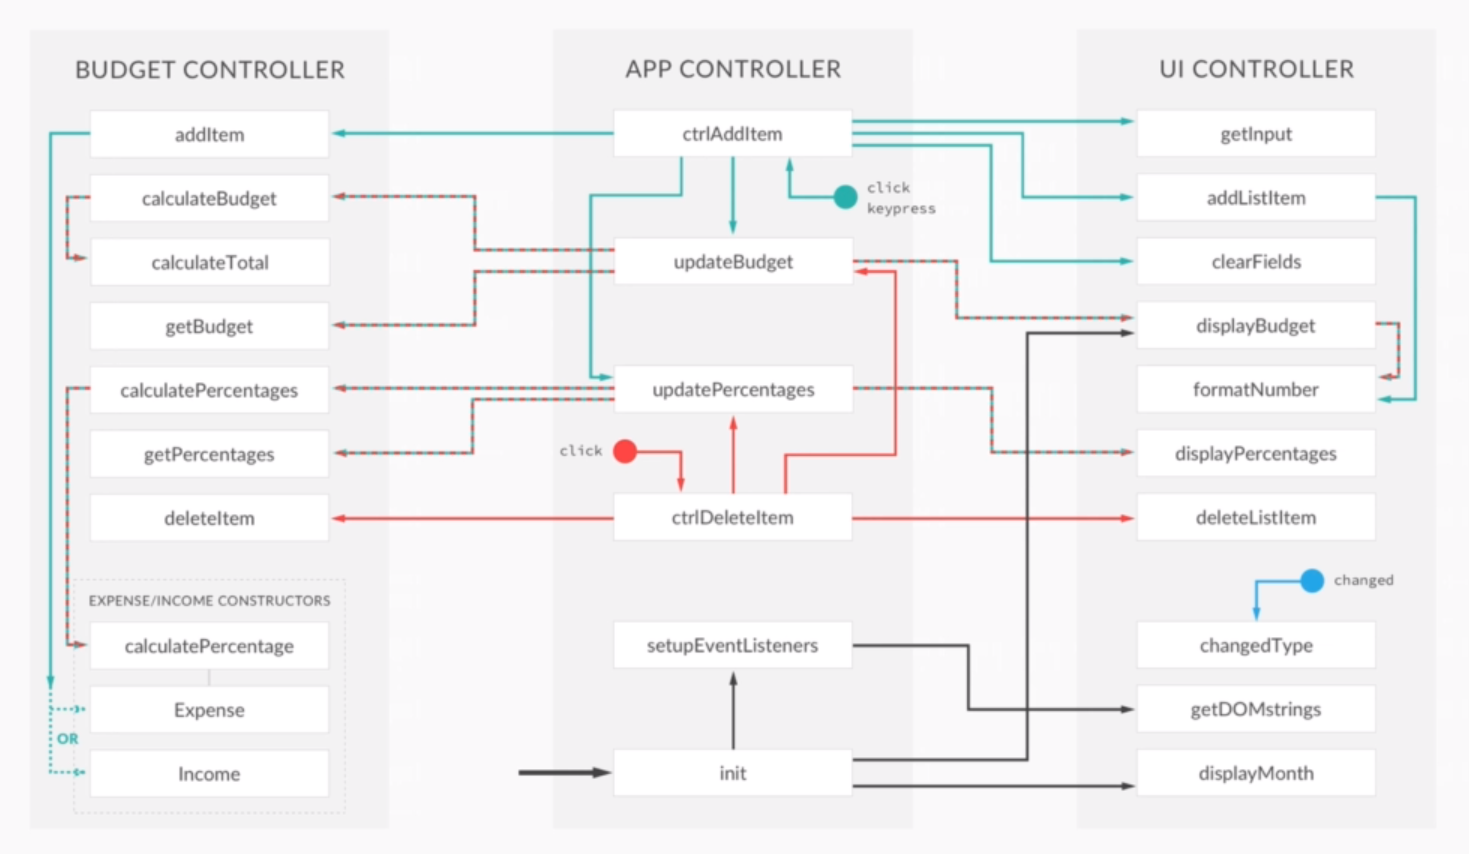 BUDGET CONTROLLER
addItem
calculateBudget
calculateTotal
getBudget
calculatePercentages
getPercentages
deleteItem
EXPENSE/INCOME CONSTRUCTORS
calculatePercentage
Expense
OR
Income
APP CONTROLLER
ctrlAddItem
click
keypress
updateBudget
updatePercentages
click
ctrlDeleteItem
setupEventListeners
init
UI CONTROLLER
getInput
addListItem
clearFields
displayBudget
formatNumber
displayPercentages
deleteListItem
changed
changedType
getDOMstrings
displayMonth